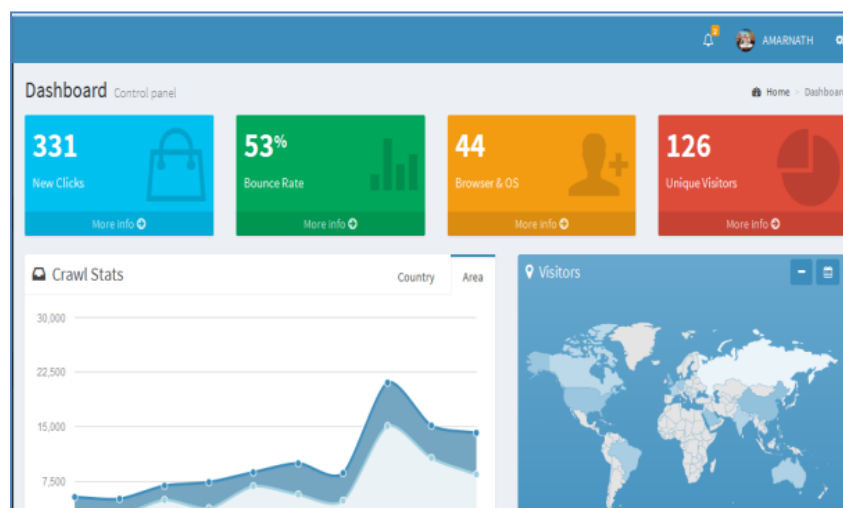 2
AMARNATH
Dashboard Control panel
Home > Dashboar
331
New Clicks
More info
53%
Bounce Rate
More info
44
Browser & OS
More info
126
Unique Visitors
More info
Crawl Stats
Country
Area
30,000
22,500
15,000
7,500
Visitors